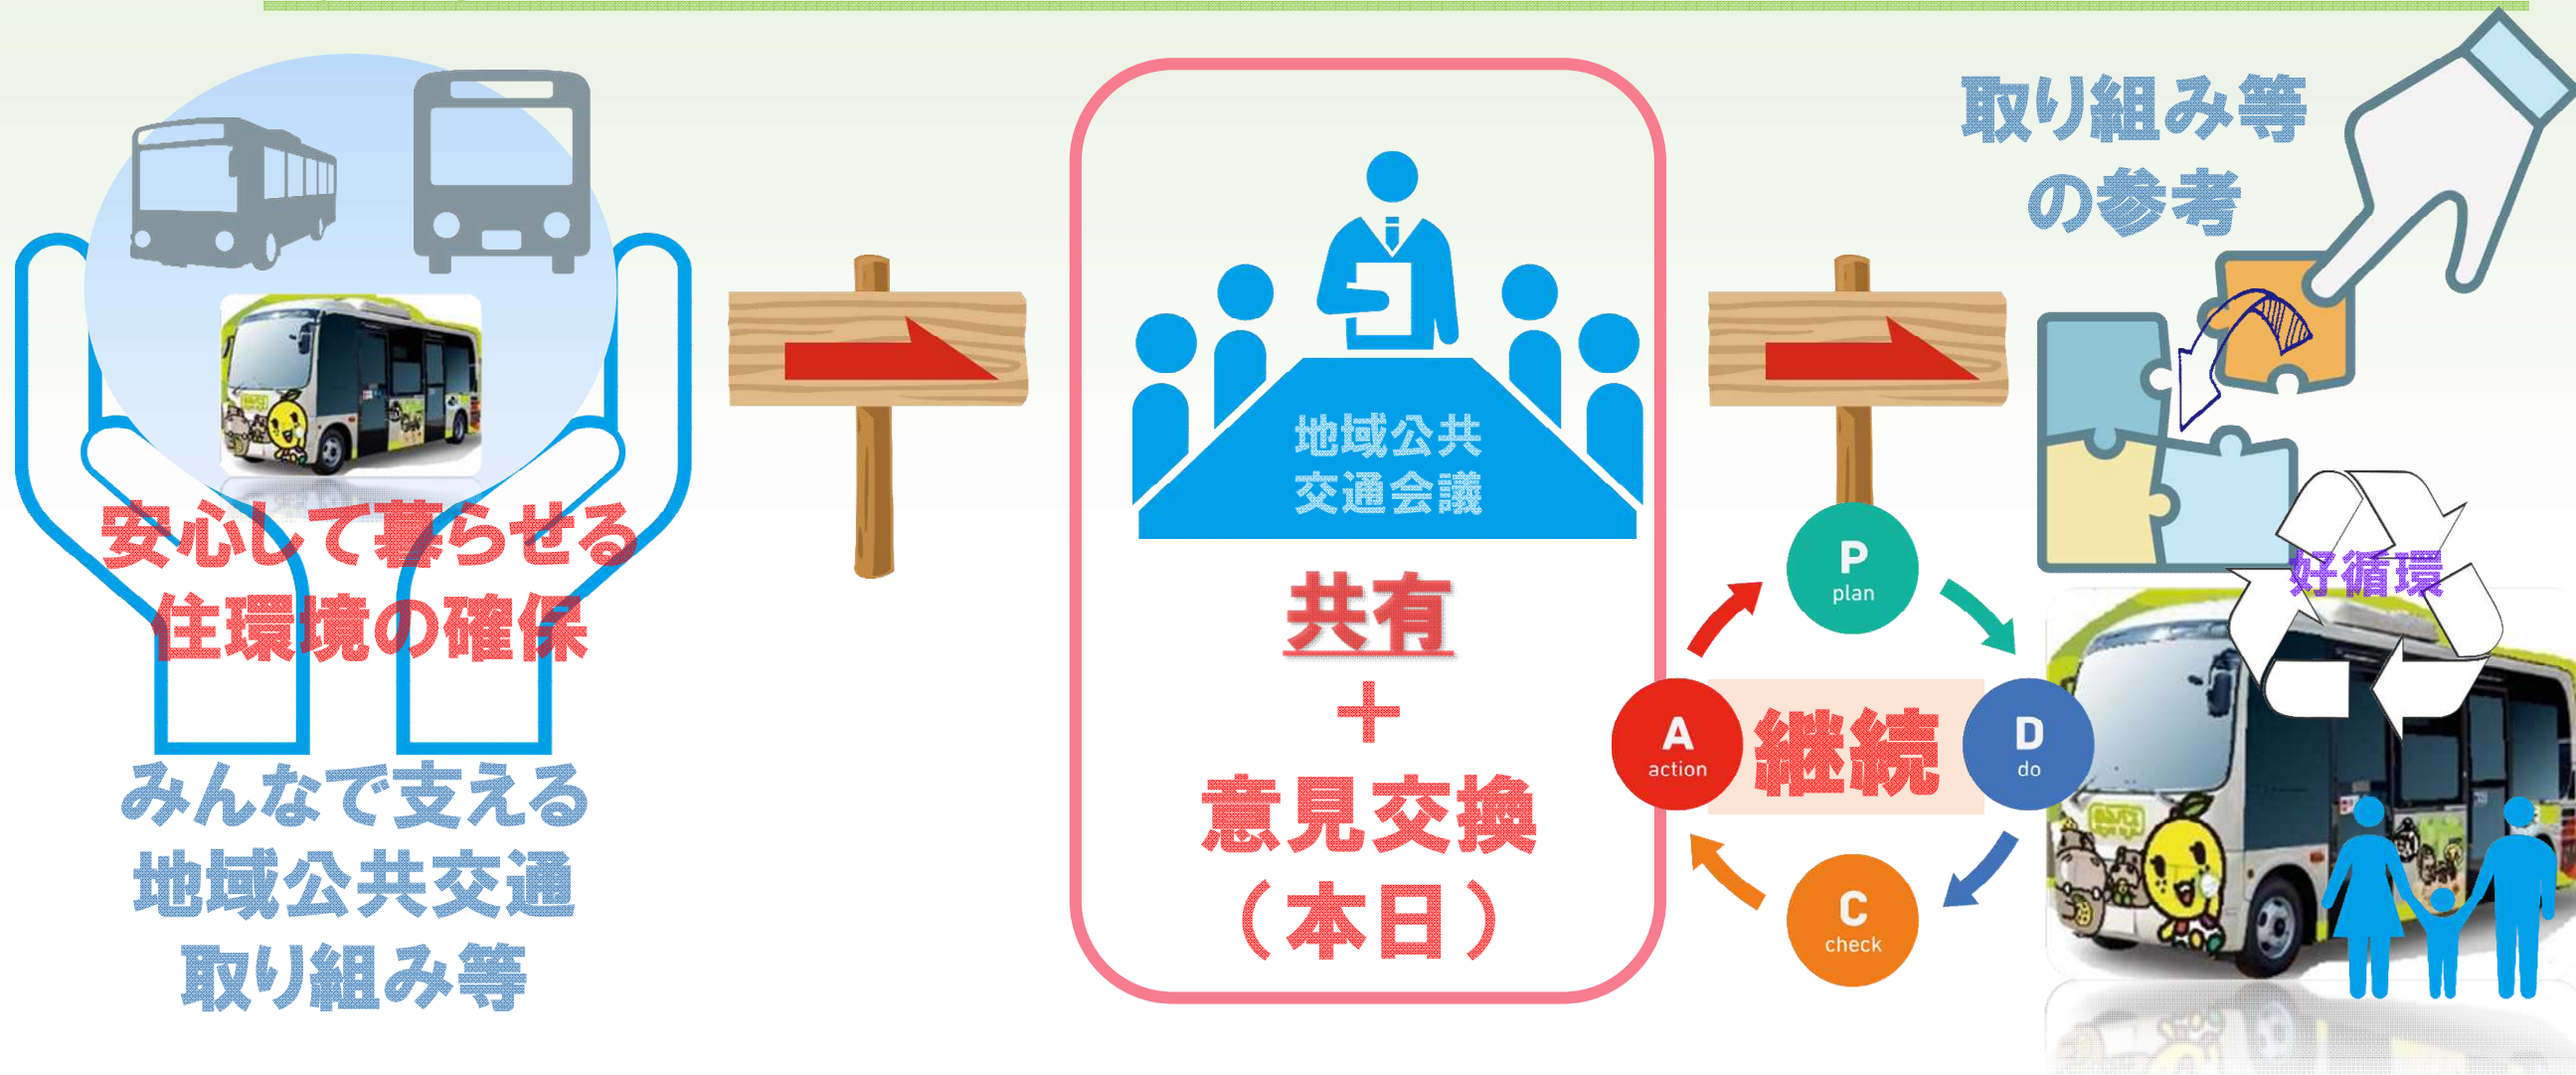 安心して暮らせる
住環境の確保
みんなで支える
地域公共交通
取り組み等
地域公共
交通会議
共有
＋
意見交換
（本日）
取り組み等
の参考
P
plan
D
do
C
check
A
action
継続
好循環